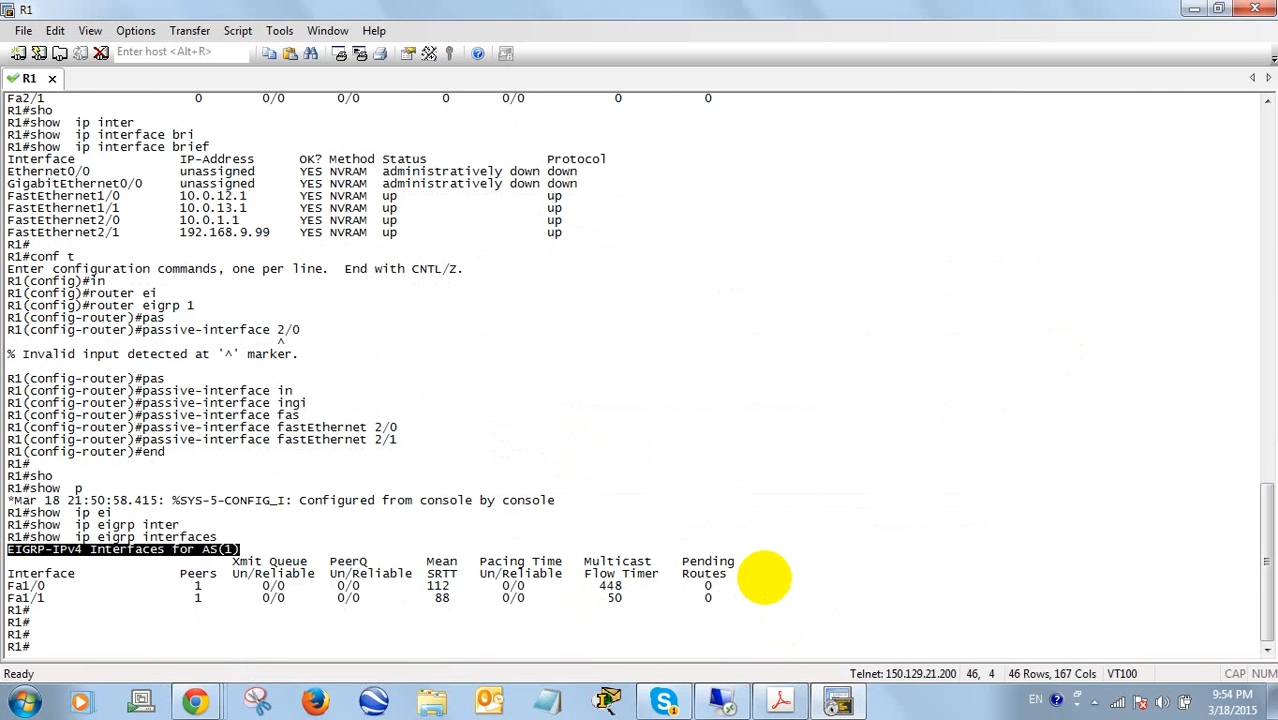 R1
File Edit View Options Transfer Script Tools Window Help
Enter host <Alt+R>
R1
Fa2/1 0 0/0 0/0 0 0/0 0 0
R1#sho
R1#show ip inter
R1#show ip interface bri
R1#show ip interface brief
Interface IP-Address OK? Method Status Protocol
Ethernet0/0 unassigned YES NVRAM administratively down down
GigabitEthernet0/0 unassigned YES NVRAM administratively down down
FastEthernet1/0 10.0.12.1 YES NVRAM up up
FastEthernet1/1 10.0.13.1 YES NVRAM up up
FastEthernet2/0 10.0.1.1 YES NVRAM up up
FastEthernet2/1 192.168.9.99 YES NVRAM up up
R1#
R1#conf t
Enter configuration commands, one per line. End with CNTL/Z.
R1(config)#in
R1(config)#router ei
R1(config)#router eigrp 1
R1(config-router)#pas
R1(config-router)#passive-interface 2/0
^
% Invalid input detected at '^' marker.
R1(config-router)#pas
R1(config-router)#passive-interface in
R1(config-router)#passive-interface ingi
R1(config-router)#passive-interface fas
R1(config-router)#passive-interface fastEthernet 2/0
R1(config-router)#passive-interface fastEthernet 2/1
R1(config-router)#end
R1#
R1#sho
R1#show p
*Mar 18 21:50:58.415: %SYS-5-CONFIG_I: Configured from console by console
R1#show ip ei
R1#show ip eigrp inter
R1#show ip eigrp interfaces
EIGRP-IPv4 Interfaces for AS(1)
Xmit Queue PeerQ Mean Pacing Time Multicast Pending
Interface Peers Un/Reliable Un/Reliable SRTT Un/Reliable Flow Timer Routes
Fa1/0 1 0/0 0/0 112 0/0 448 0
Fa1/1 1 0/0 0/0 88 0/0 50 0
R1#
R1#
R1#
R1#
Ready Telnet: 150.129.21.200 46, 4 46 Rows, 167 Cols VT100 CAP NUM
EN 9:54 PM
3/18/2015